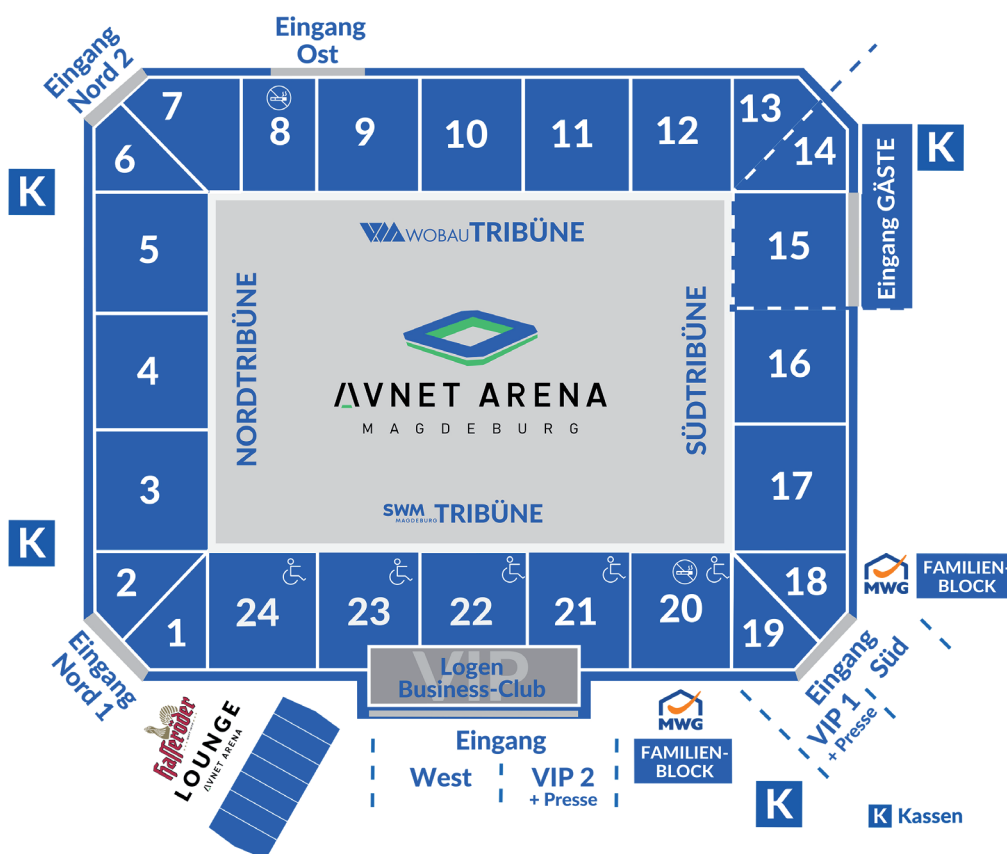 Eingang
Ost
Eingang
Nord 2
7
8
9
10
11
12
13
14
6
K
K
5
15
Eingang GÄSTE
WOBAUTRIBÜNE
NORDTRIBÜNE
SÜDTRIBÜNE
4
16
AVNET ARENA
MAGDEBURG
3
17
SWM
MAGDEBURG TRIBÜNE
K
2
1
24
23
22
21
20
19
18
MWG
FAMILIEN-
BLOCK
Eingang
Nord 1
VIP
Logen
Business-Club
Eingang
Süd
VIP 1
+ Presse
Hasseröder
LOUNGE
AVNET ARENA
Eingang
West
VIP 2
+ Presse
MWG
FAMILIEN-
BLOCK
K
K Kassen